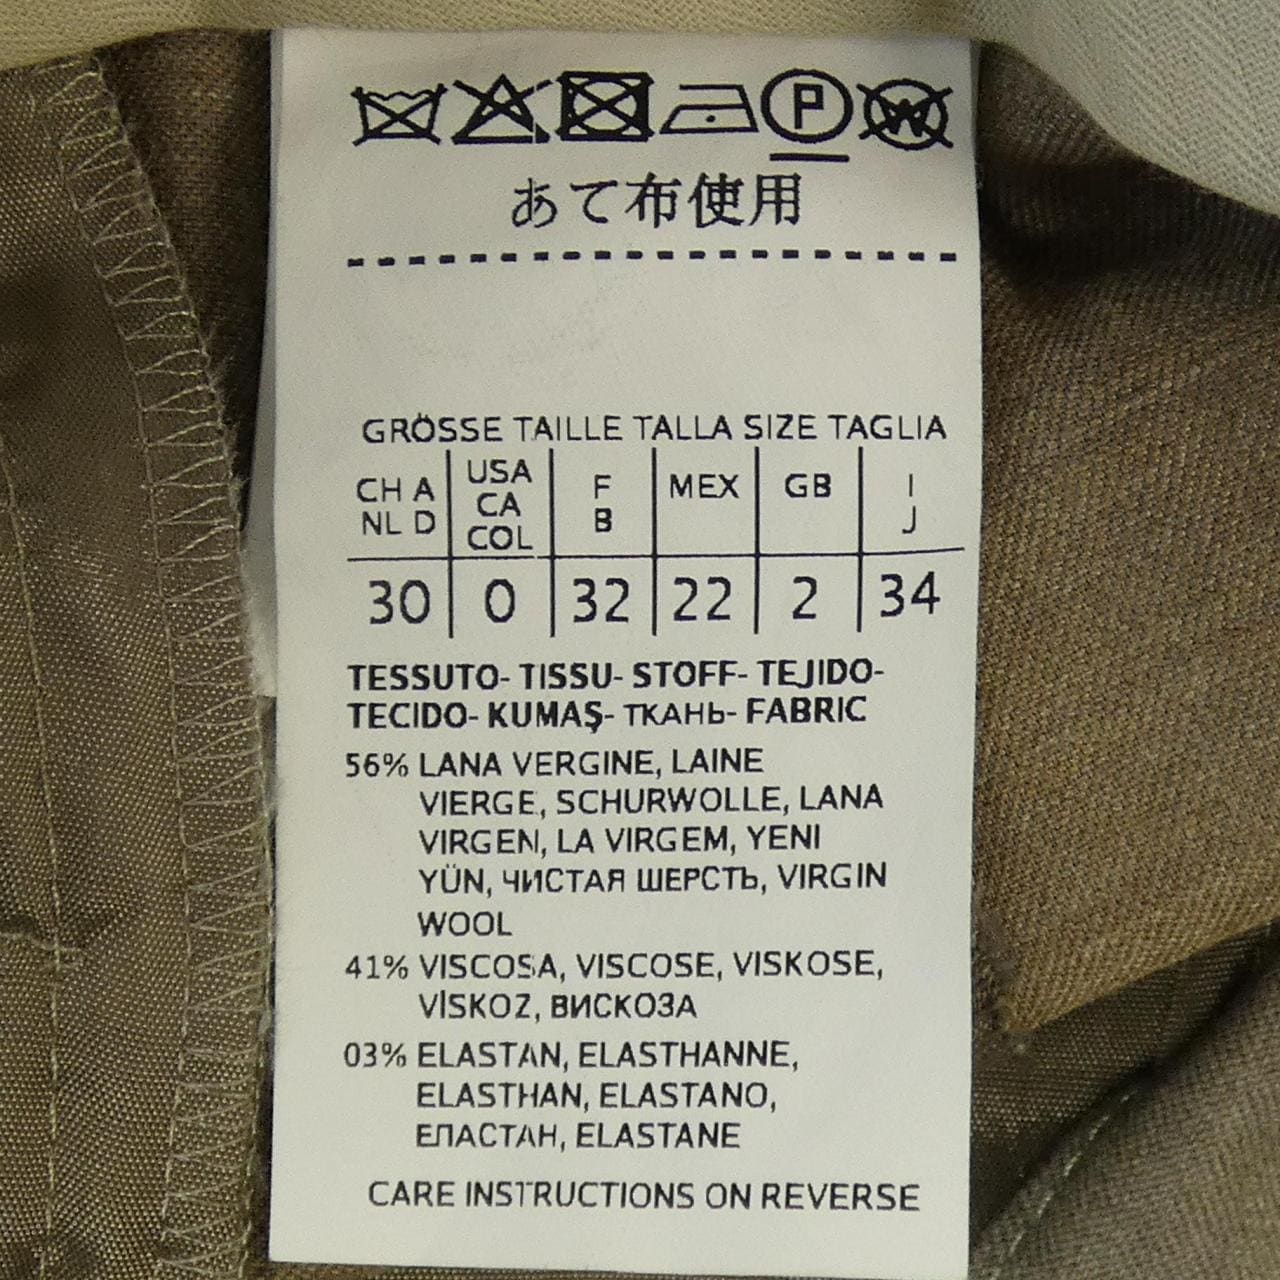 P W
あて布使用
GRÖSSE TAILLE TALLA SIZE TAGLIA
CH A NL D
USA CA COL
F B
MEX
GB
I J
30 0 32 22 2 34
TESSUTO- TISSU- STOFF- TEJIDO-
TECIDO- KUMAŞ- ТКАНЬ- FABRIC
56% LANA VERGINE, LAINE
VIERGE, SCHURWOLLE, LANA
VIRGEN, LA VIRGEM, YENI
YÜN, ЧИСТАЯ ШЕРСТЬ, VIRGIN
WOOL
41% VISCOSA, VISCOSE, VISKOSE,
VİSKOZ, ВИСКОЗА
03% ELASTAN, ELASTHANNE,
ELASTHAN, ELASTANO,
ЕЛАСТАН, ELASTANE
CARE INSTRUCTIONS ON REVERSE